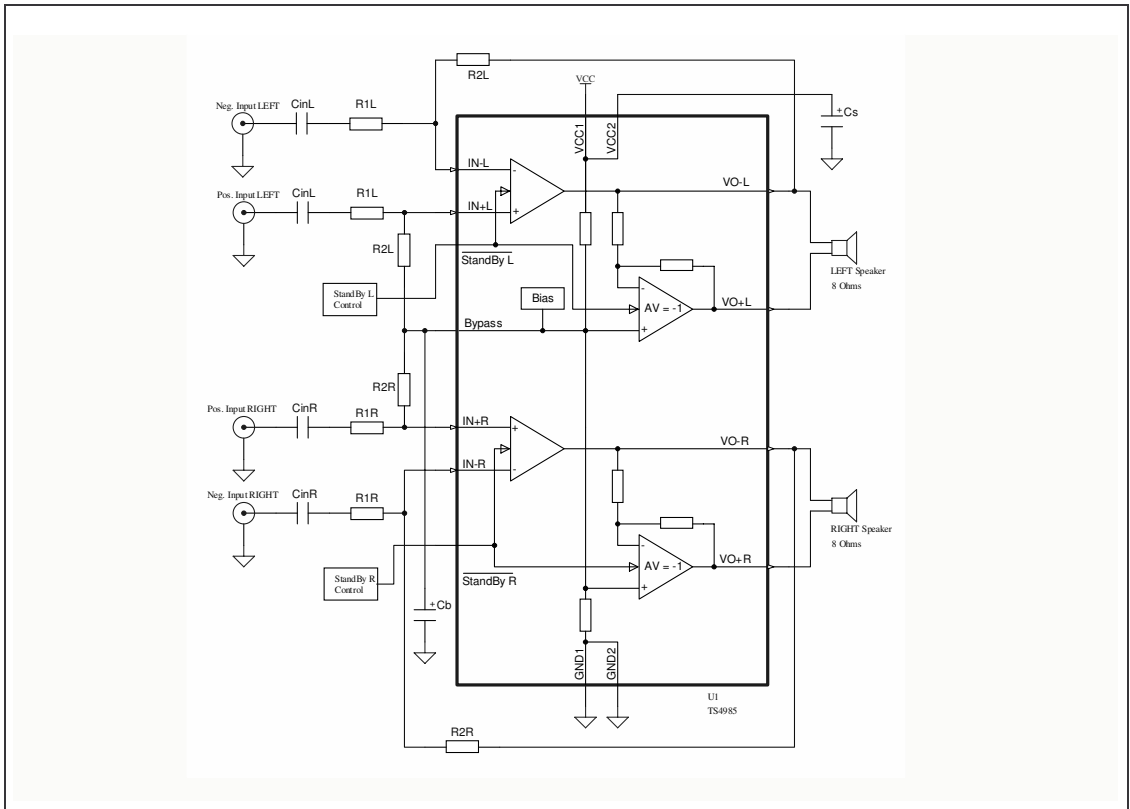 R2L
VCC
Neg. Input LEFT
CinL
R1L
+
Cs
VCC1
VCC2
IN-L
-
VO-L
Pos. Input LEFT
CinL
R1L
IN+L
+
R2L
StandBy L
LEFT Speaker
8 Ohms
StandBy L
Control
Bias
-
AV = -1
VO+L
Bypass
+
R2R
Pos. Input RIGHT
CinR
R1R
IN+R
+
VO-R
IN-R
-
Neg. Input RIGHT
CinR
R1R
RIGHT Speaker
8 Ohms
-
AV = -1
VO+R
StandBy R
Control
StandBy R
+
+
Cb
GND1
GND2
U1
TS4985
R2R